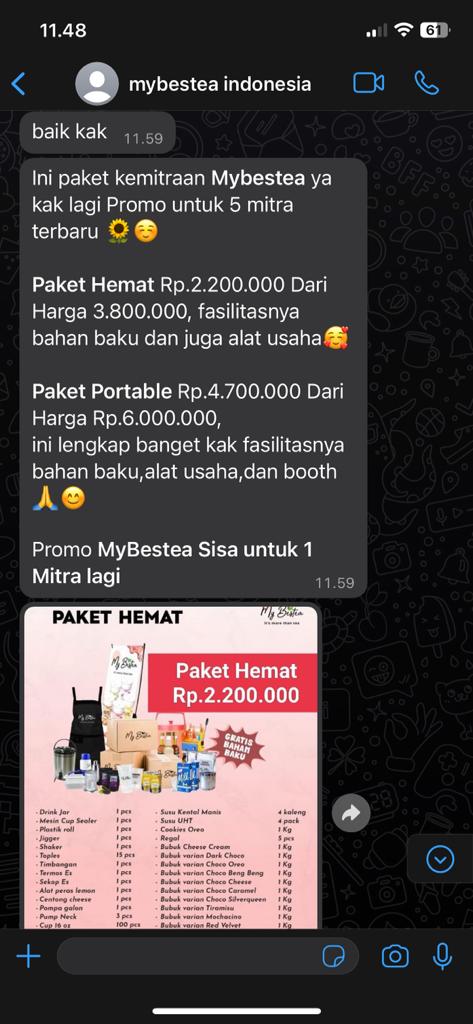 11.48
61
mybestea indonesia
baik kak
11.59
Ini paket kemitraan Mybestea ya
kak lagi Promo untuk 5 mitra
terbaru 🌻☺️
Paket Hemat Rp.2.200.000 Dari
Harga 3.800.000, fasilitasnya
bahan baku dan juga alat usaha🥰
Paket Portable Rp.4.700.000 Dari
Harga Rp.6.000.000,
ini lengkap banget kak fasilitasnya
bahan baku,alat usaha,dan booth
🙏😊
Promo MyBestea Sisa untuk 1
Mitra lagi
11.59
PAKET HEMAT
My Bestea
it's more than tea
Paket Hemat
Rp.2.200.000
GRATIS
BAHAN
BAKU
- Drink Jar 1 pcs
- Mesin Cup Sealer 1 pcs
- Plastik roll 1 pcs
- Jigger 1 pcs
- Shaker 1 pcs
- Toples 15 pcs
- Timbangan 1 pcs
- Termos Es 1 pcs
- Sekop Es 1 pcs
- Alat peras lemon 1 pcs
- Centong cheese 1 pcs
- Pompa galon 1 pcs
- Pump Neck 3 pcs
- Cup 16 oz 100 pcs
- Susu Kental Manis 4 kaleng
- Susu UHT 4 pack
- Cookies Oreo 1 Kg
- Regal 5 pcs
- Bubuk Cheese Cream 1 Kg
- Bubuk varian Dark Choco 1 Kg
- Bubuk varian Choco Oreo 1 Kg
- Bubuk varian Choco Beng Beng 1 Kg
- Bubuk varian Choco Cheese 1 Kg
- Bubuk varian Choco Caramel 1 Kg
- Bubuk varian Choco Silverqueen 1 Kg
- Bubuk varian Tiramisu 1 Kg
- Bubuk varian Mochacino 1 Kg
- Bubuk varian Red Velvet 1 Kg